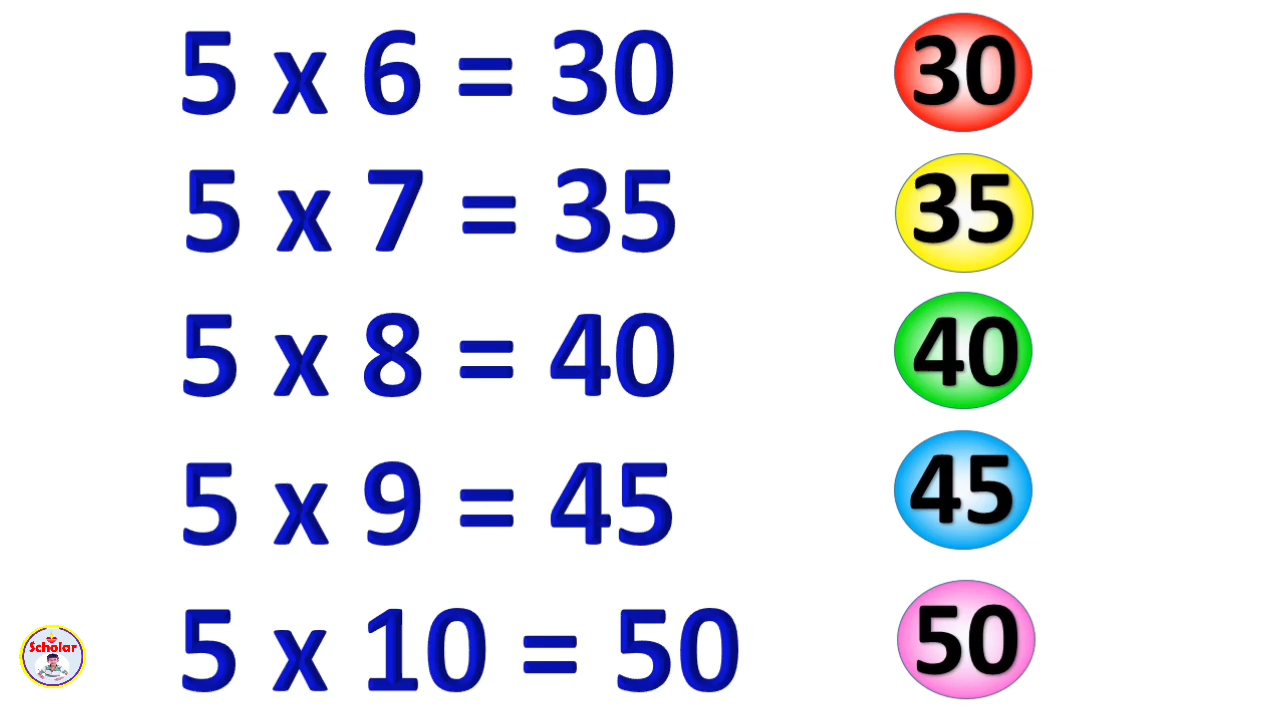 5 x 6 = 30 30
5 x 7 = 35 35
5 x 8 = 40 40
5 x 9 = 45 45
5 x 10 = 50 50
Scholar